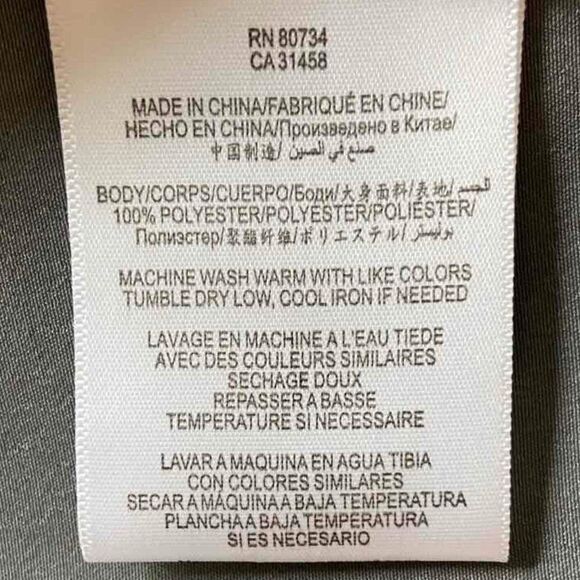 RN 80734
CA 31458
MADE IN CHINA/FABRIQUÉ EN CHINE/
HECHO EN CHINA/Произведено в Китае/
中国制造/ صنع في الصين/
BODY/CORPS/CUERPO/Боди/大身面料/表地/ الجسم/
100% POLYESTER/POLYESTER/POLIÉSTER/
Полиэстер/聚酯纤维/ポリエステル/ بوليستر/
MACHINE WASH WARM WITH LIKE COLORS
TUMBLE DRY LOW, COOL IRON IF NEEDED
LAVAGE EN MACHINE A L'EAU TIEDE
AVEC DES COULEURS SIMILAIRES
SECHAGE DOUX
REPASSER A BASSE
TEMPERATURE SI NECESSAIRE
LAVAR A MAQUINA EN AGUA TIBIA
CON COLORES SIMILARES
SECAR A MAQUINA A BAJA TEMPERATURA
PLANCHA A BAJA TEMPERATURA
SI ES NECESARIO